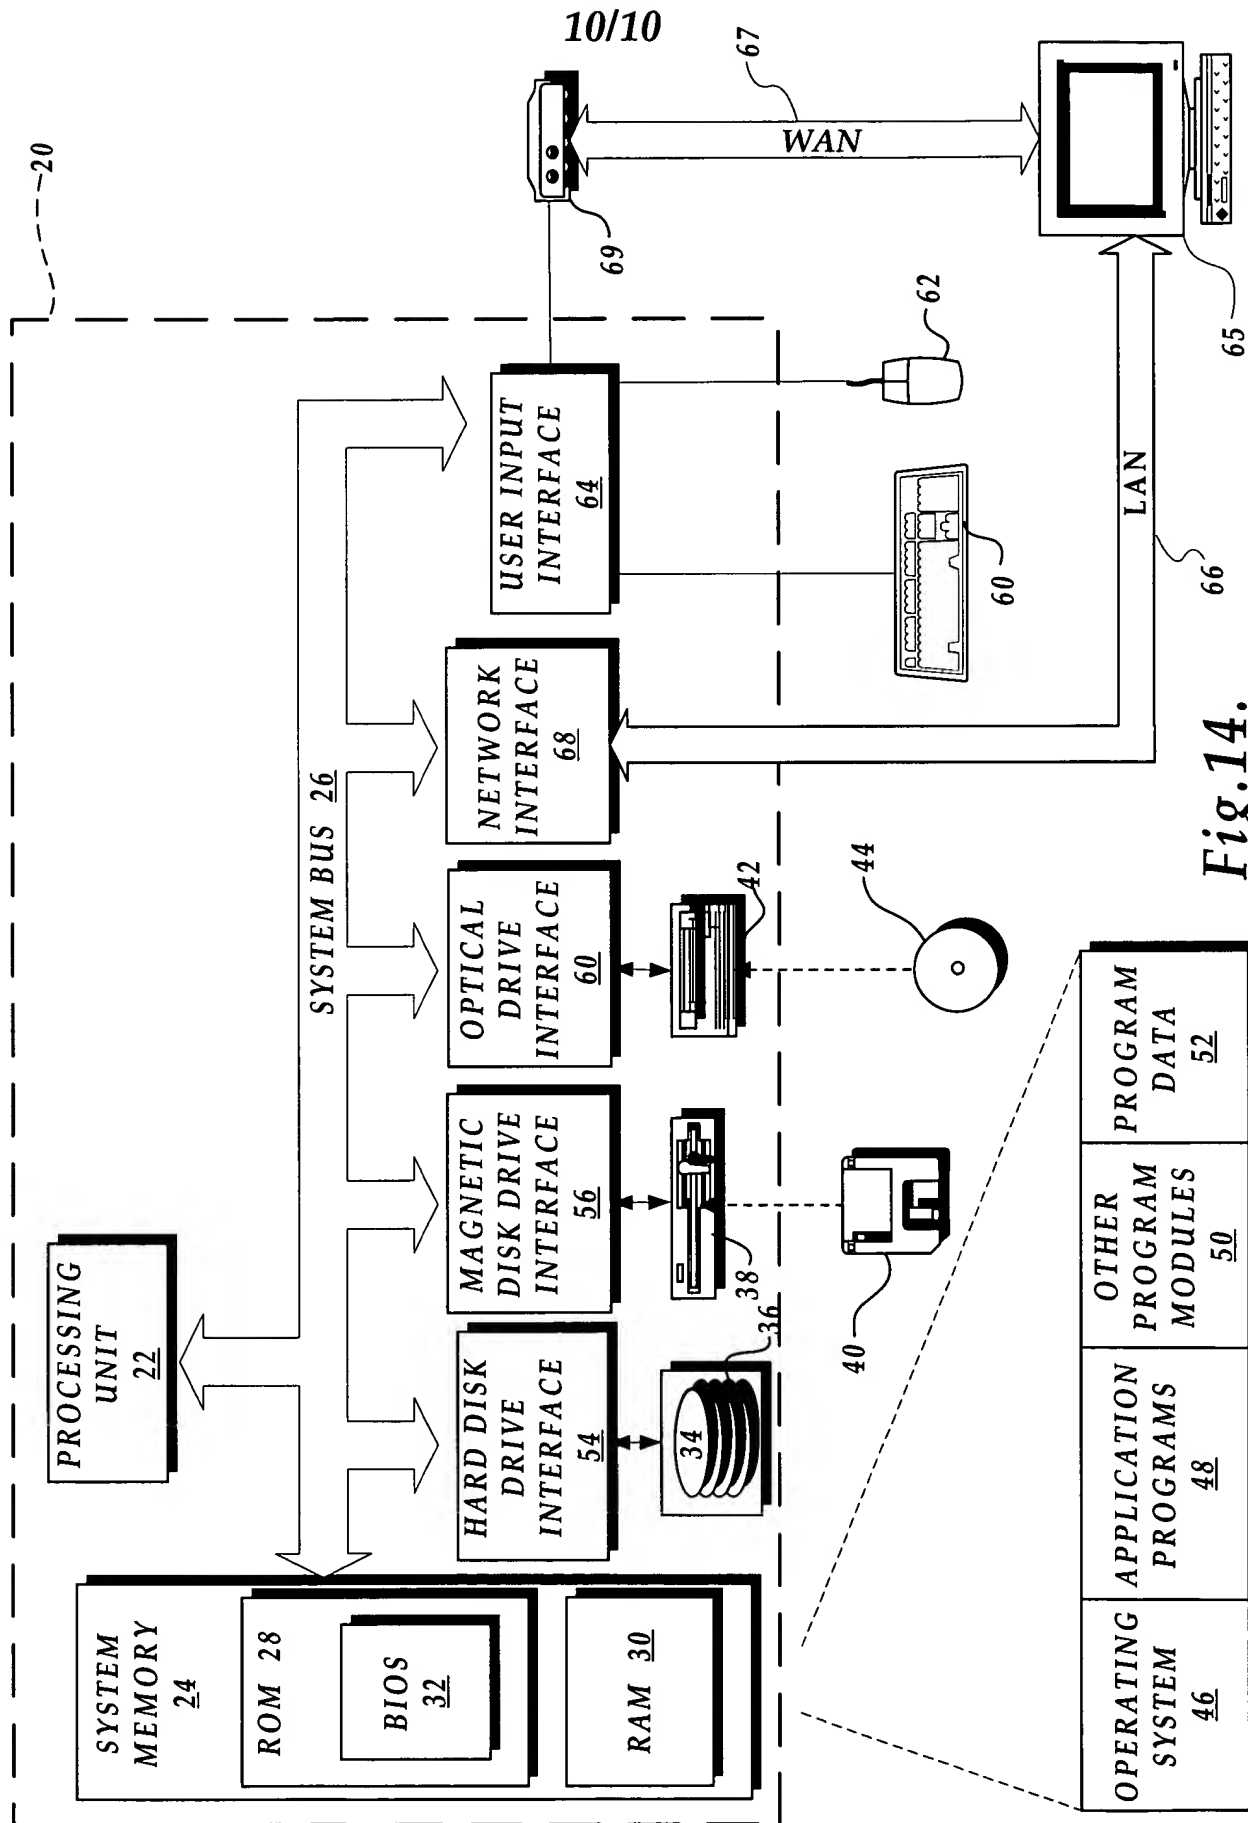 10/10
20
PROCESSING
UNIT
22
SYSTEM BUS 26
SYSTEM
MEMORY
24
ROM 28
BIOS
32
RAM 30
HARD DISK
DRIVE
INTERFACE
54
MAGNETIC
DISK DRIVE
INTERFACE
56
OPTICAL
DRIVE
INTERFACE
60
NETWORK
INTERFACE
68
USER INPUT
INTERFACE
64
34
36
38
42
40
44
60
62
69
WAN
67
LAN
66
65
OPERATING
SYSTEM
46
APPLICATION
PROGRAMS
48
OTHER
PROGRAM
MODULES
50
PROGRAM
DATA
52
Fig.14.